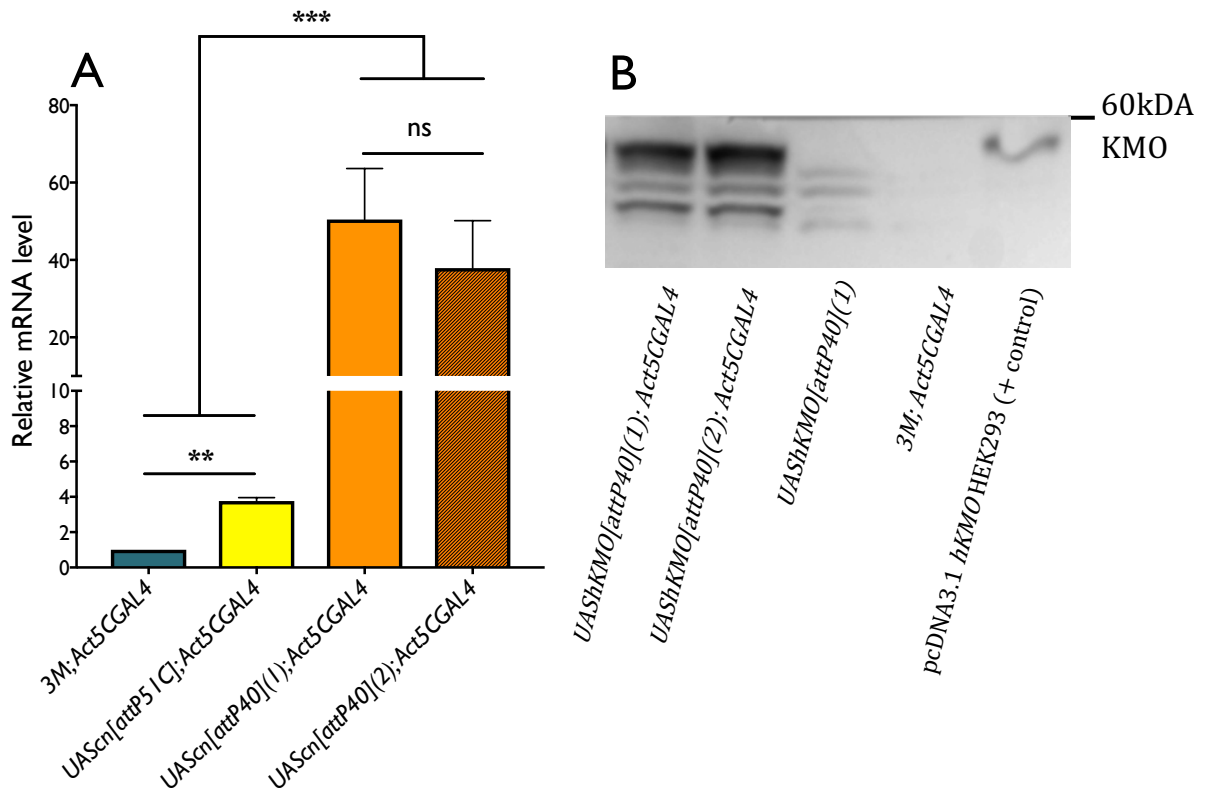 A
***
80
ns
60
40
20
10
8
**
6
4
2
0
Relative mRNA level
3M;Act5CGAL4
UAScn[attP51C];Act5CGAL4
UAScn[attP40](1);Act5CGAL4
UAScn[attP40](2);Act5CGAL4
B
60kDA
KMO
UAShKMO[attP40](1); Act5CGAL4
UAShKMO[attP40](2); Act5CGAL4
UAShKMO[attP40](1)
3M; Act5CGAL4
pcDNA3.1 hKMO HEK293 (+ control)